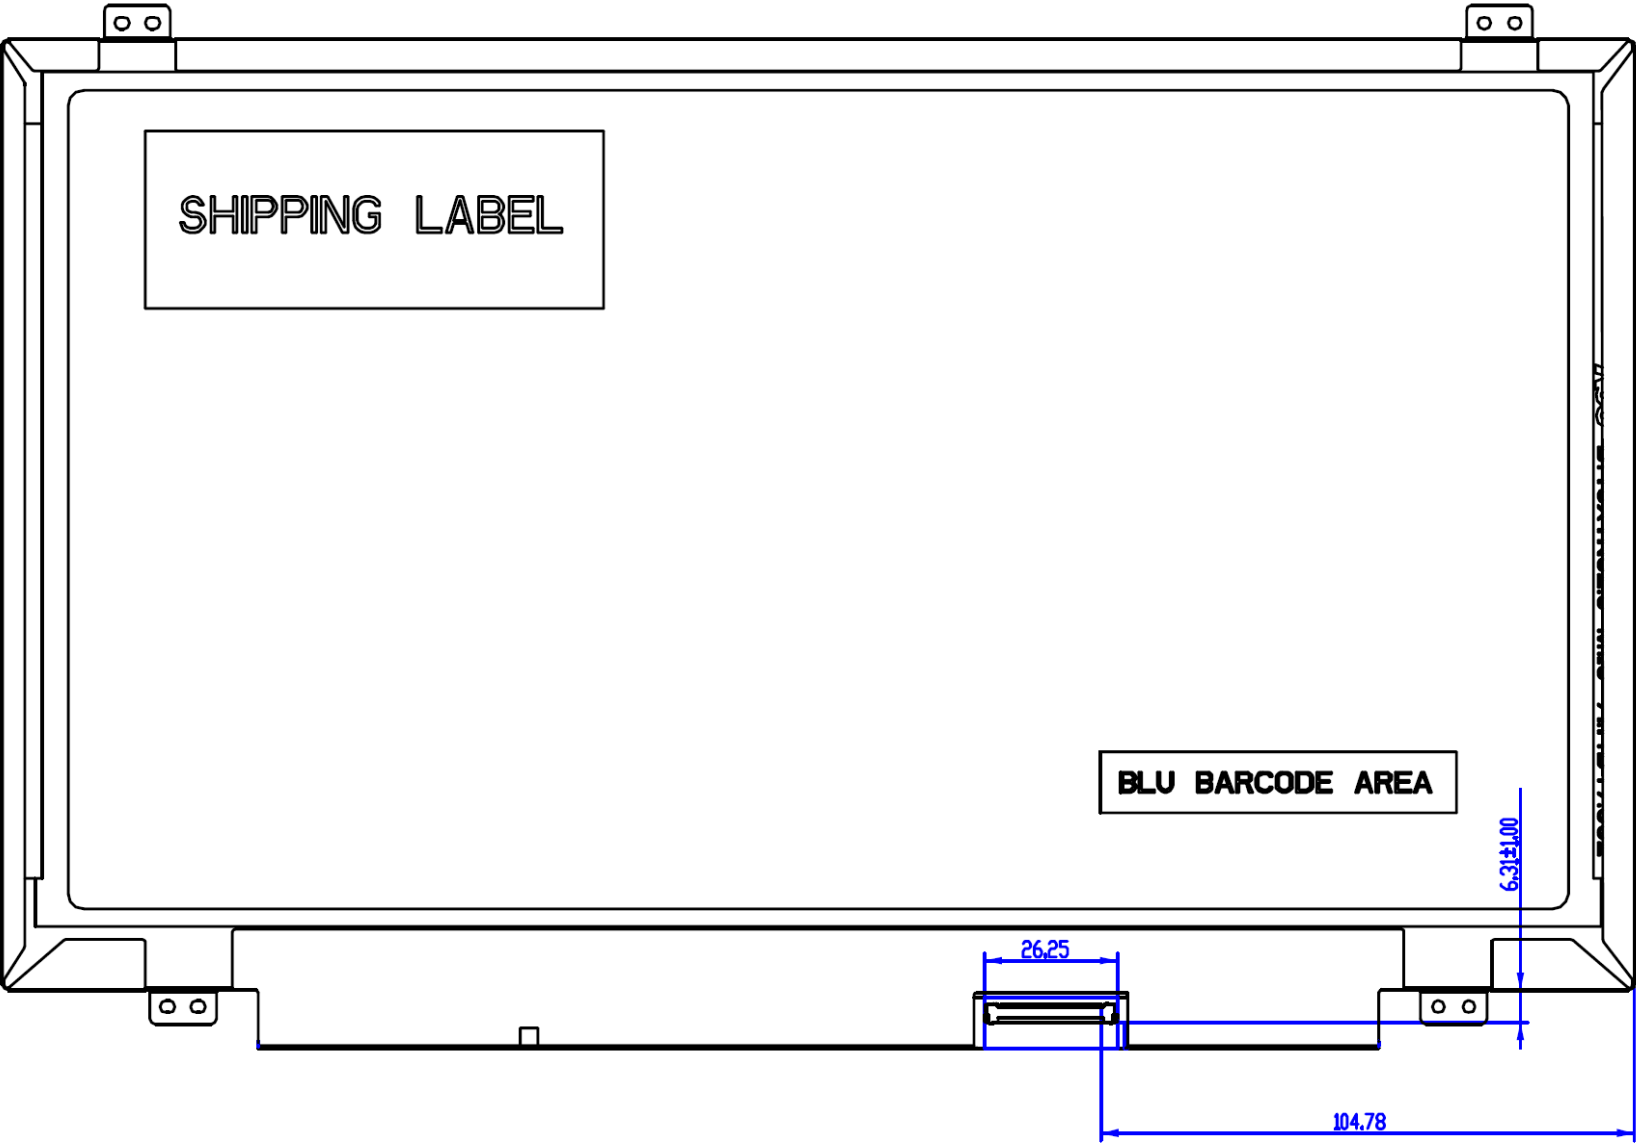 SHIPPING LABEL
BLU BARCODE AREA
6.31±1.00
26.25
104.78